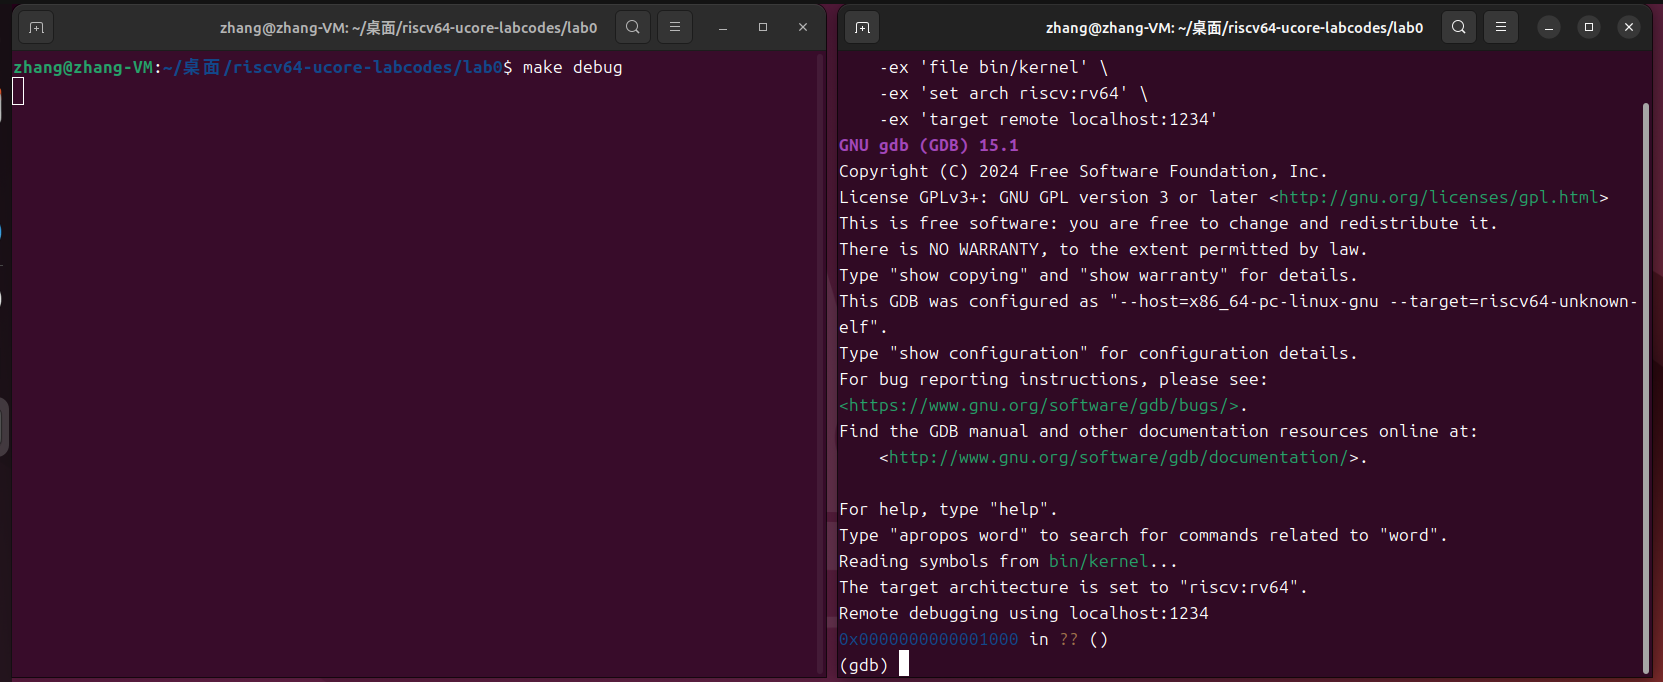 zhang@zhang-VM: ~/桌面/riscv64-ucore-labcodes/lab0
zhang@zhang-VM:~/桌面/riscv64-ucore-labcodes/lab0$ make debug
zhang@zhang-VM: ~/桌面/riscv64-ucore-labcodes/lab0
-ex 'file bin/kernel' \
-ex 'set arch riscv:rv64' \
-ex 'target remote localhost:1234'
GNU gdb (GDB) 15.1
Copyright (C) 2024 Free Software Foundation, Inc.
License GPLv3+: GNU GPL version 3 or later <http://gnu.org/licenses/gpl.html>
This is free software: you are free to change and redistribute it.
There is NO WARRANTY, to the extent permitted by law.
Type "show copying" and "show warranty" for details.
This GDB was configured as "--host=x86_64-pc-linux-gnu --target=riscv64-unknown-
elf".
Type "show configuration" for configuration details.
For bug reporting instructions, please see:
<https://www.gnu.org/software/gdb/bugs/>.
Find the GDB manual and other documentation resources online at:
<http://www.gnu.org/software/gdb/documentation/>.
For help, type "help".
Type "apropos word" to search for commands related to "word".
Reading symbols from bin/kernel...
The target architecture is set to "riscv:rv64".
Remote debugging using localhost:1234
0x0000000000001000 in ?? ()
(gdb)